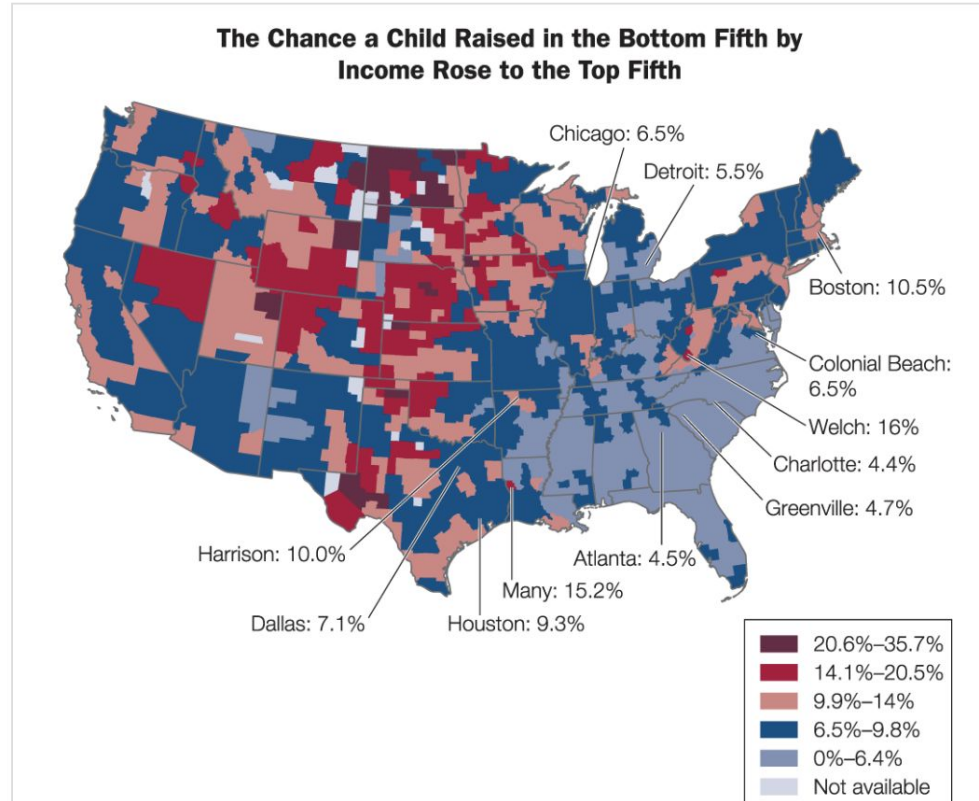 The Chance a Child Raised in the Bottom Fifth by
Income Rose to the Top Fifth
Chicago: 6.5%
Detroit: 5.5%
Boston: 10.5%
Colonial Beach:
6.5%
Welch: 16%
Charlotte: 4.4%
Greenville: 4.7%
Harrison: 10.0%
Atlanta: 4.5%
Many: 15.2%
Dallas: 7.1%
Houston: 9.3%
20.6%–35.7%
14.1%–20.5%
9.9%–14%
6.5%–9.8%
0%–6.4%
Not available